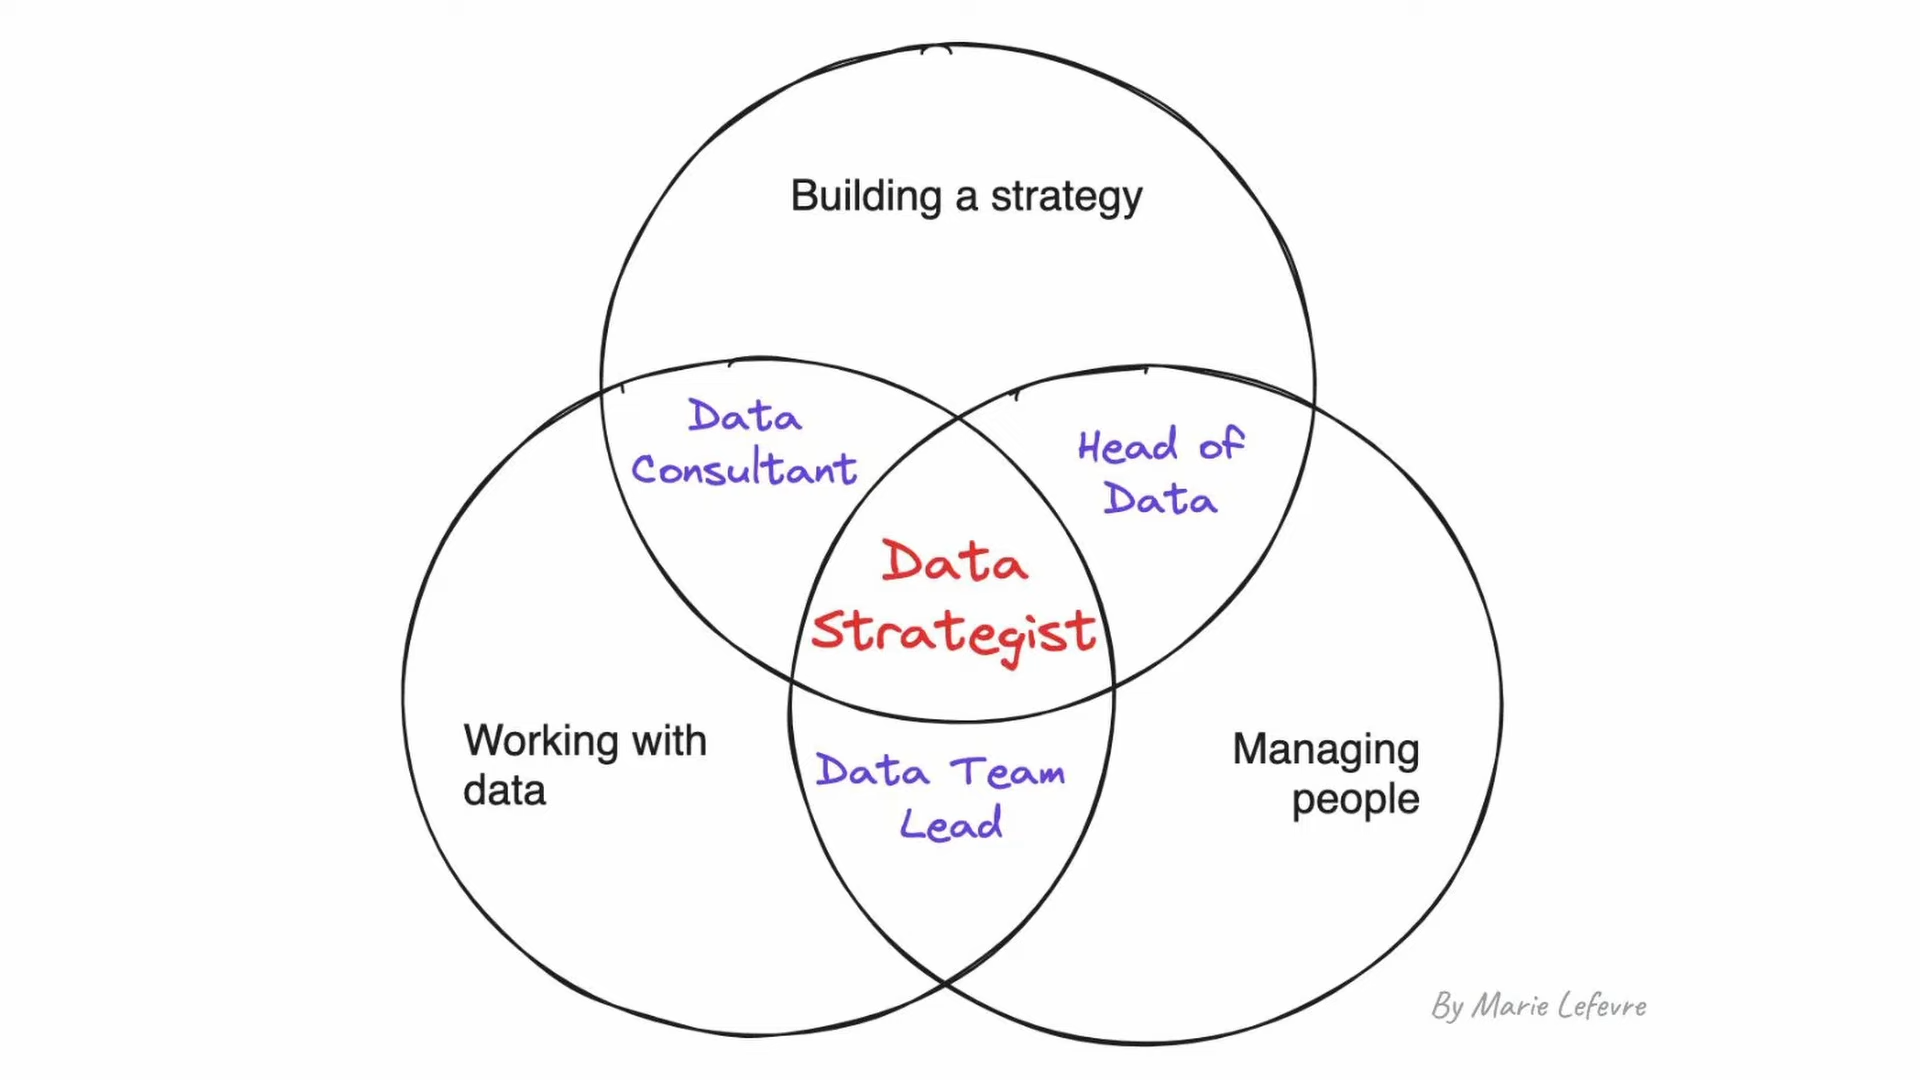 Building a strategy
Data
Consultant
Head of
Data
Data
Strategist
Working with
data
Managing
people
Data Team
Lead
By Marie Lefevre